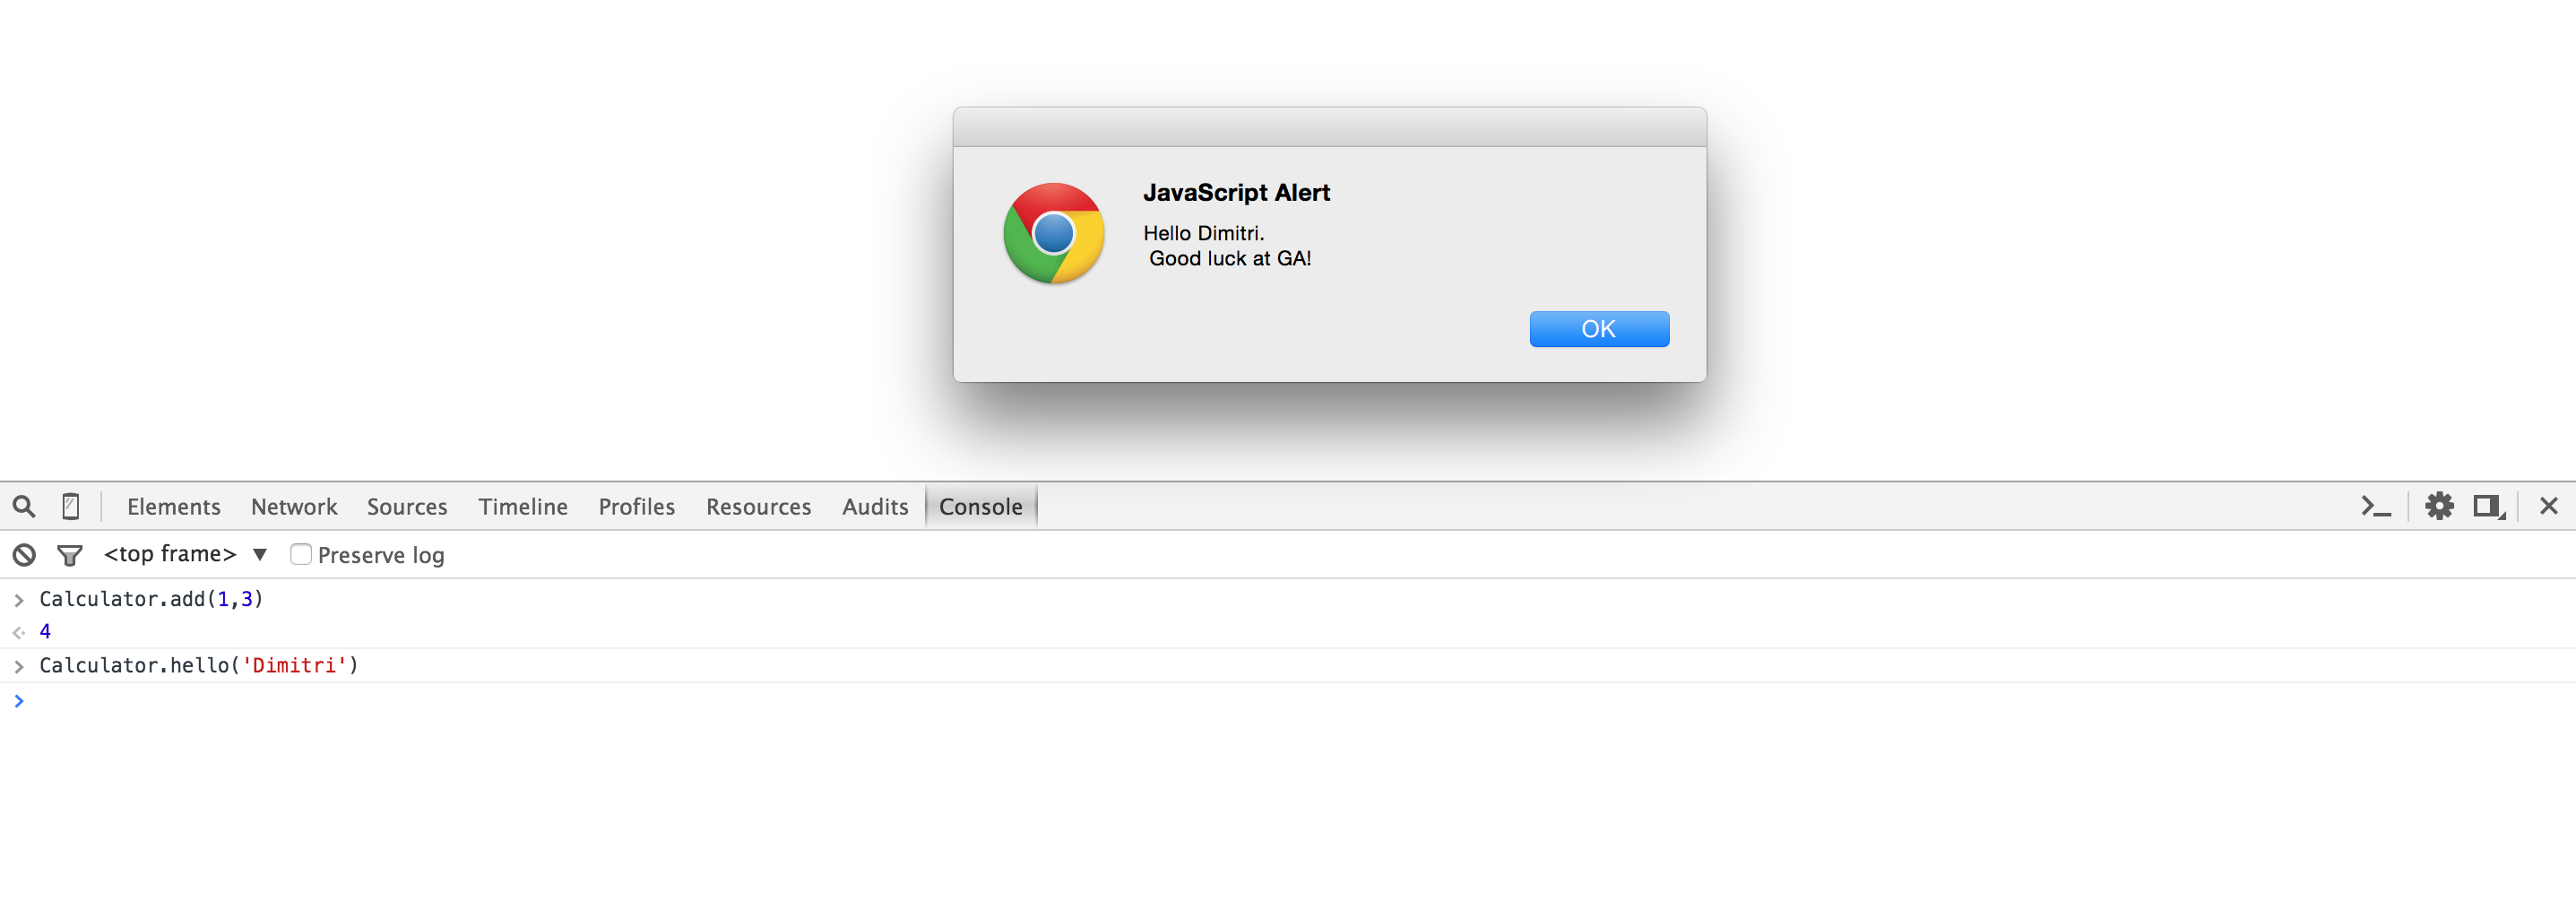 JavaScript Alert
Hello Dimitri.
Good luck at GA!
OK
Elements Network Sources Timeline Profiles Resources Audits Console
<top frame> ▼ Preserve log
> Calculator.add(1,3)
<· 4
> Calculator.hello('Dimitri')
>